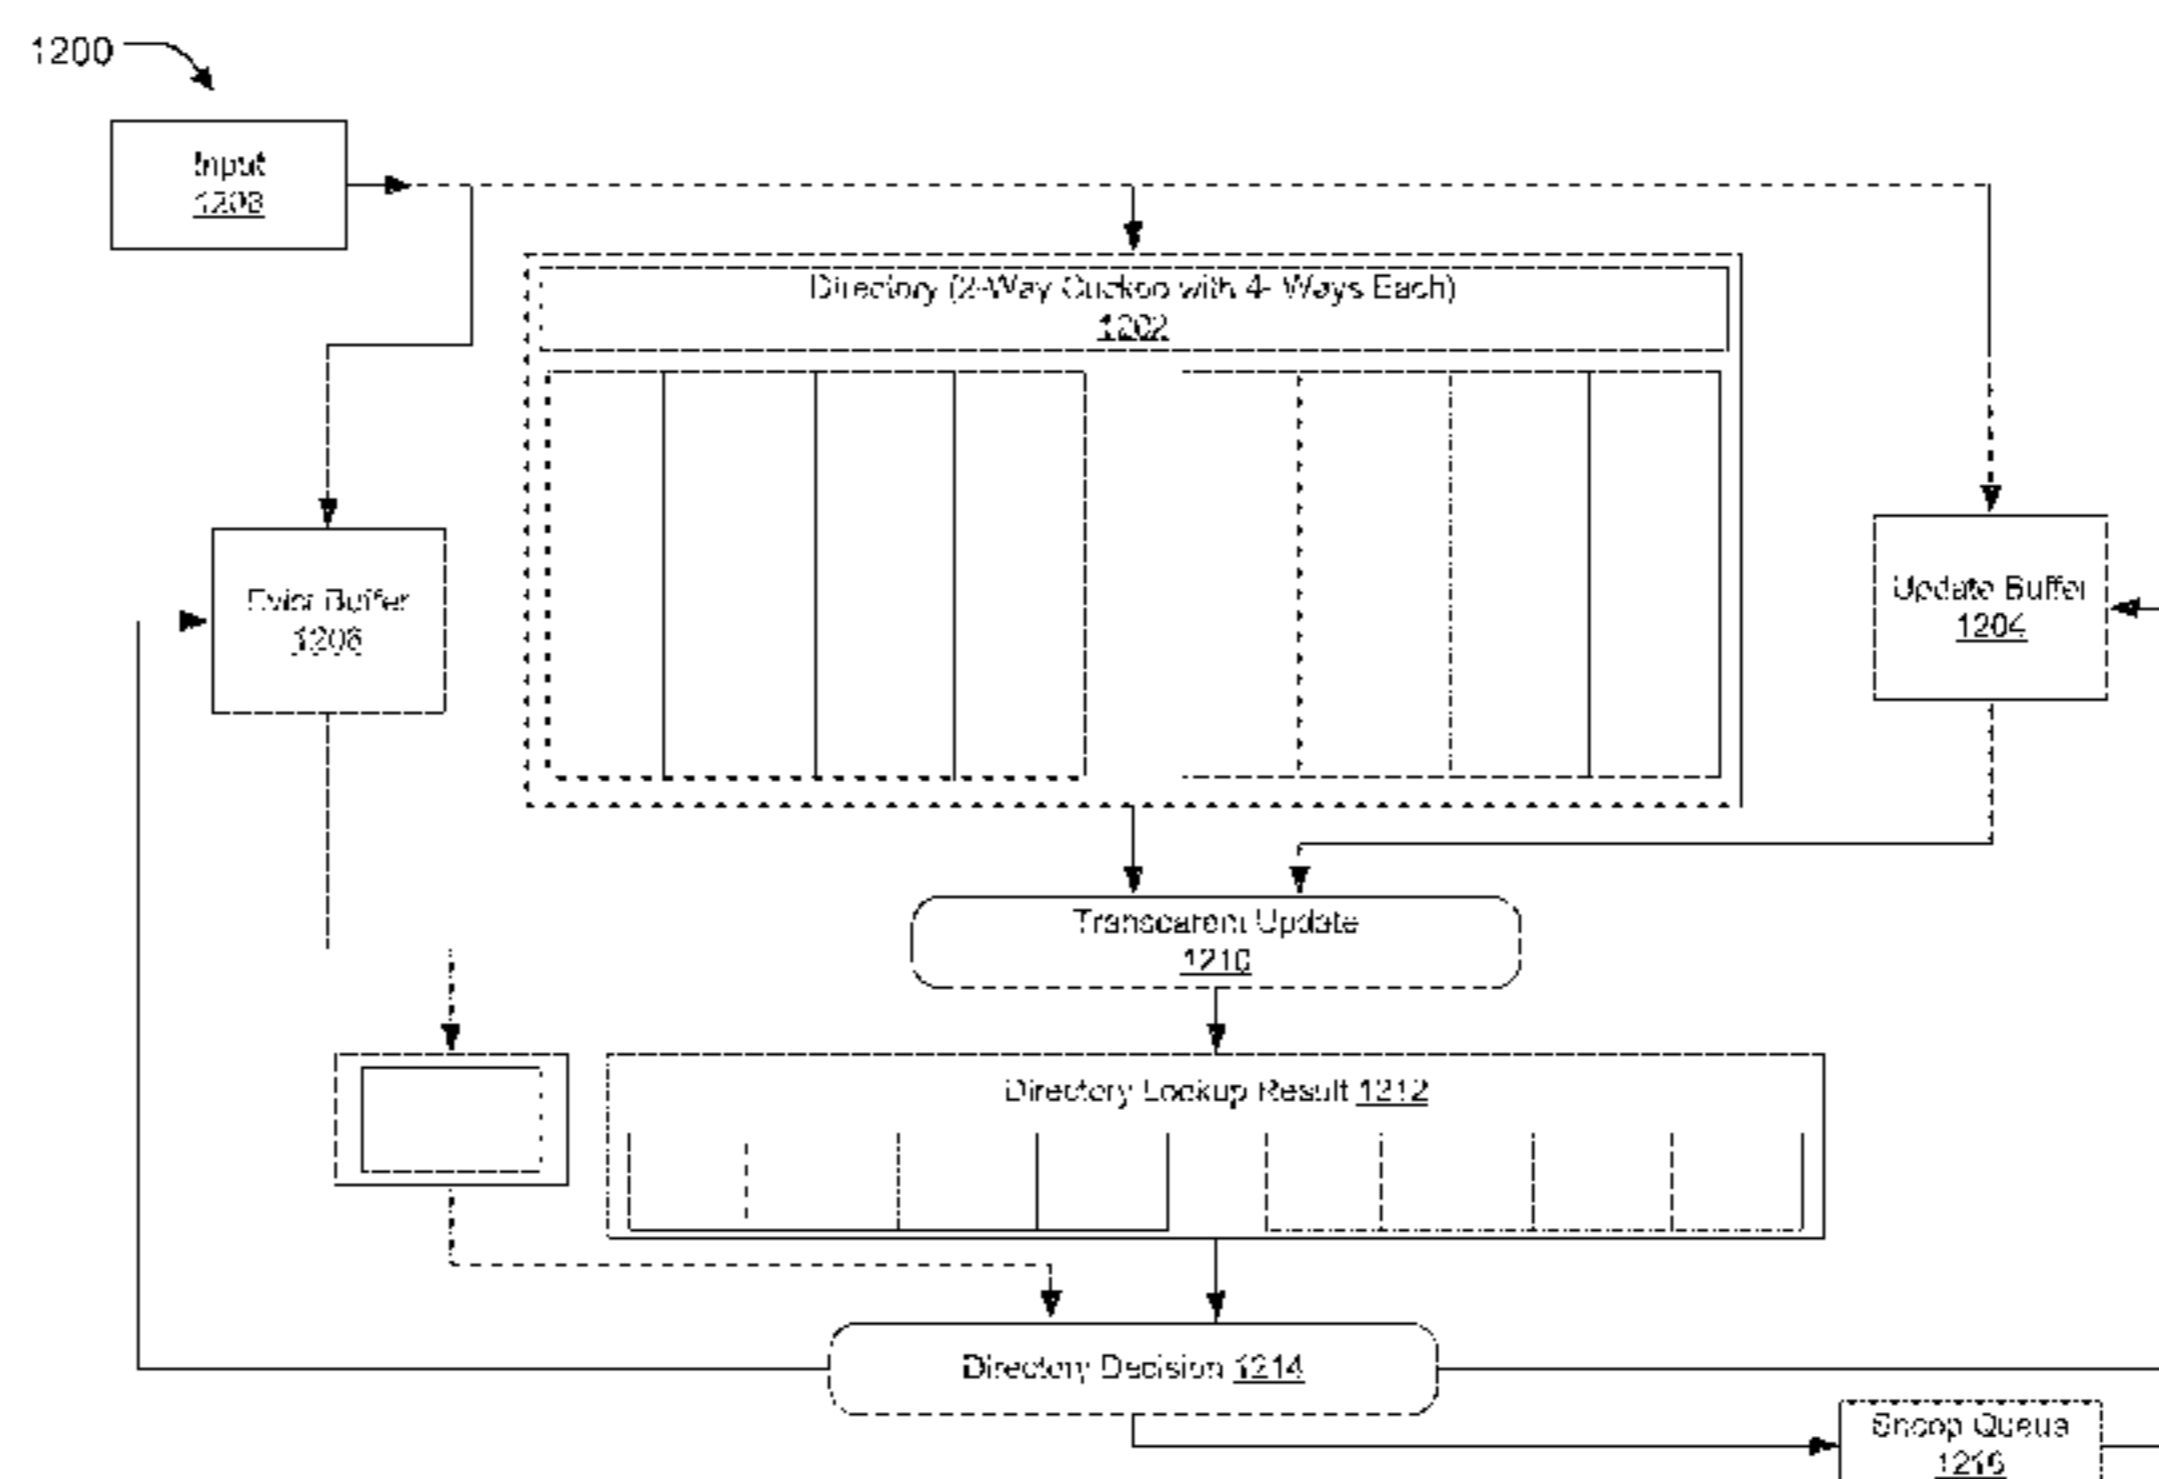 1200
Input
1208
Directory (2-Way Cuckoo with 4- Ways Each)
1202
Evict Buffer
1206
Update Buffer
1204
Transparent Update
1210
Directory Lookup Result 1212
Directory Decision 1214
Snoop Queue
1216